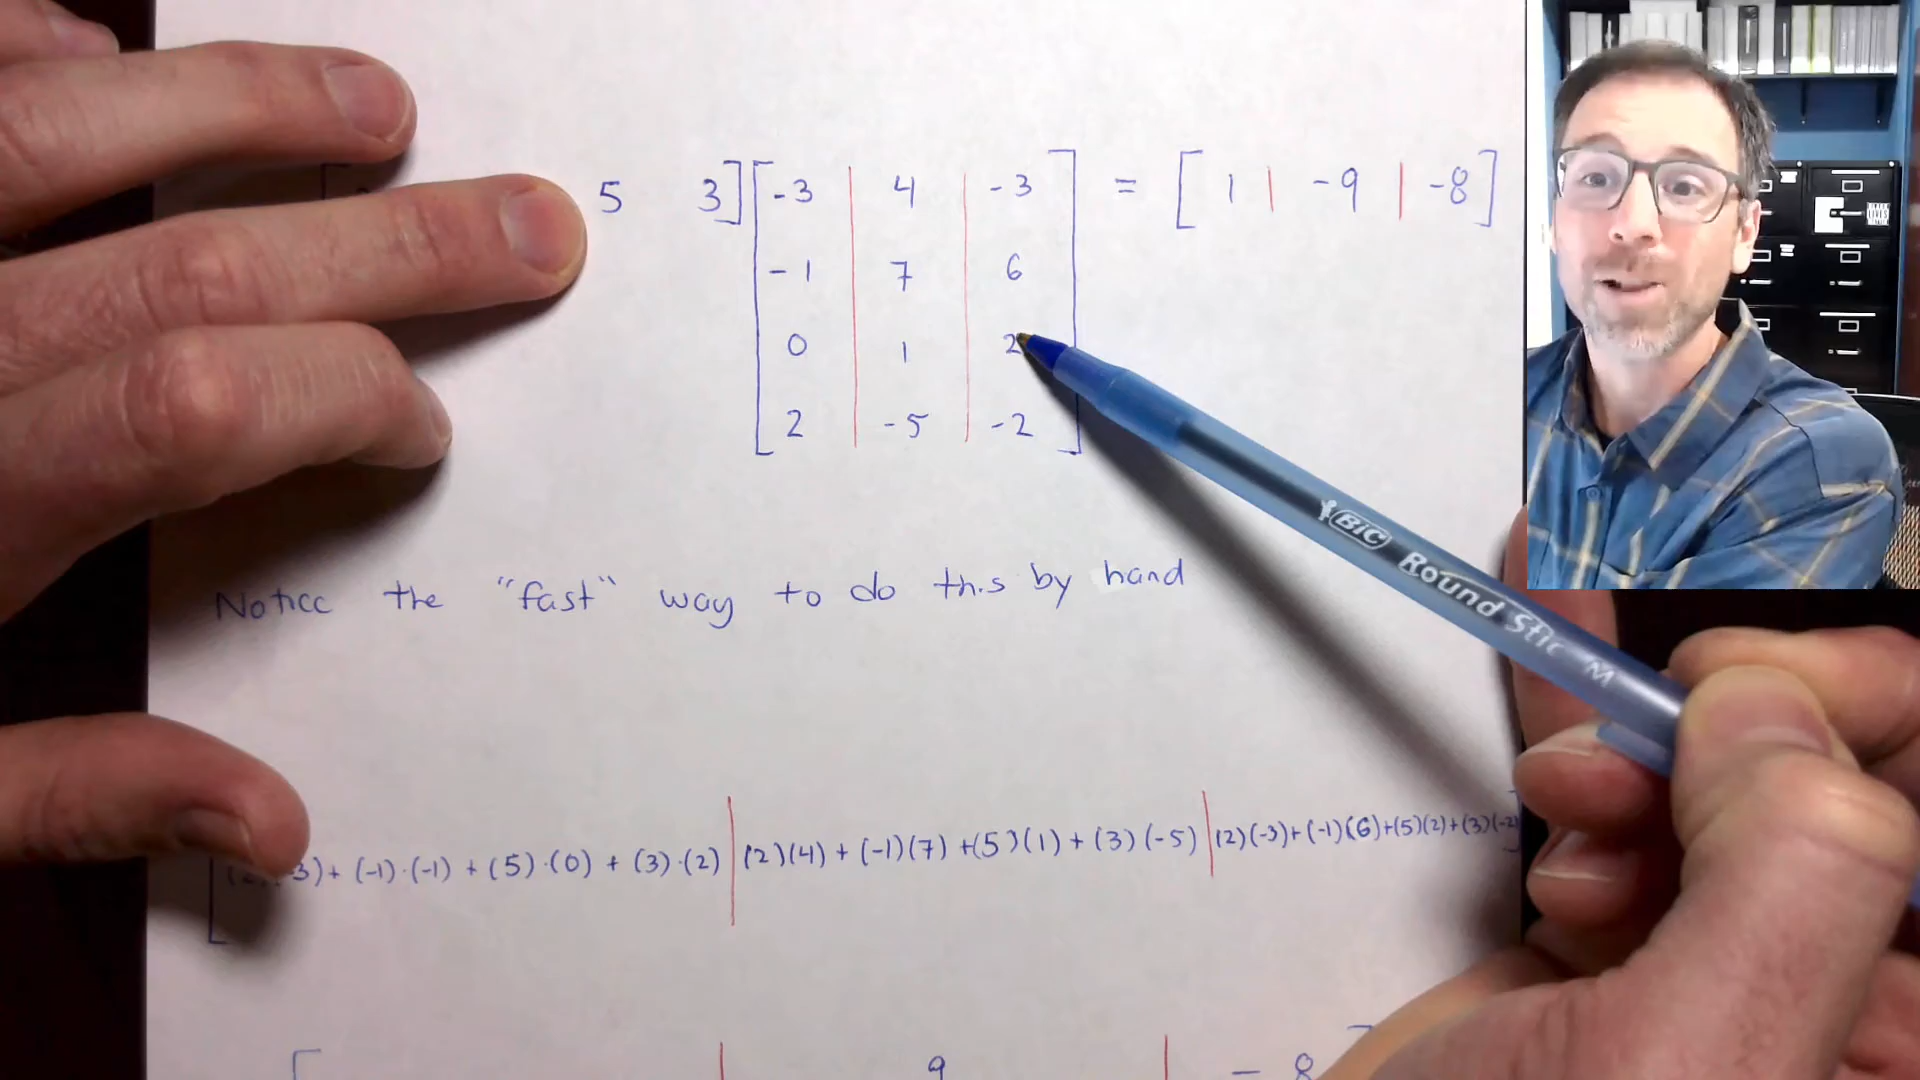 5 3] [-3 | 4 | -3] = [1 | -9 | -8]
-1 7 6
0 1 2
2 -5 -2
BiC Round Stic M
Notice the "fast" way to do this by hand
3) + (-1)·(-1) + (5)·(0) + (3)·(2) | (2)(4) + (-1)(7) +(5)(1) + (3)(-5) | (2)(-3)+(-1)(6)+(5)(2)+(3)(-2)
9 | - 8